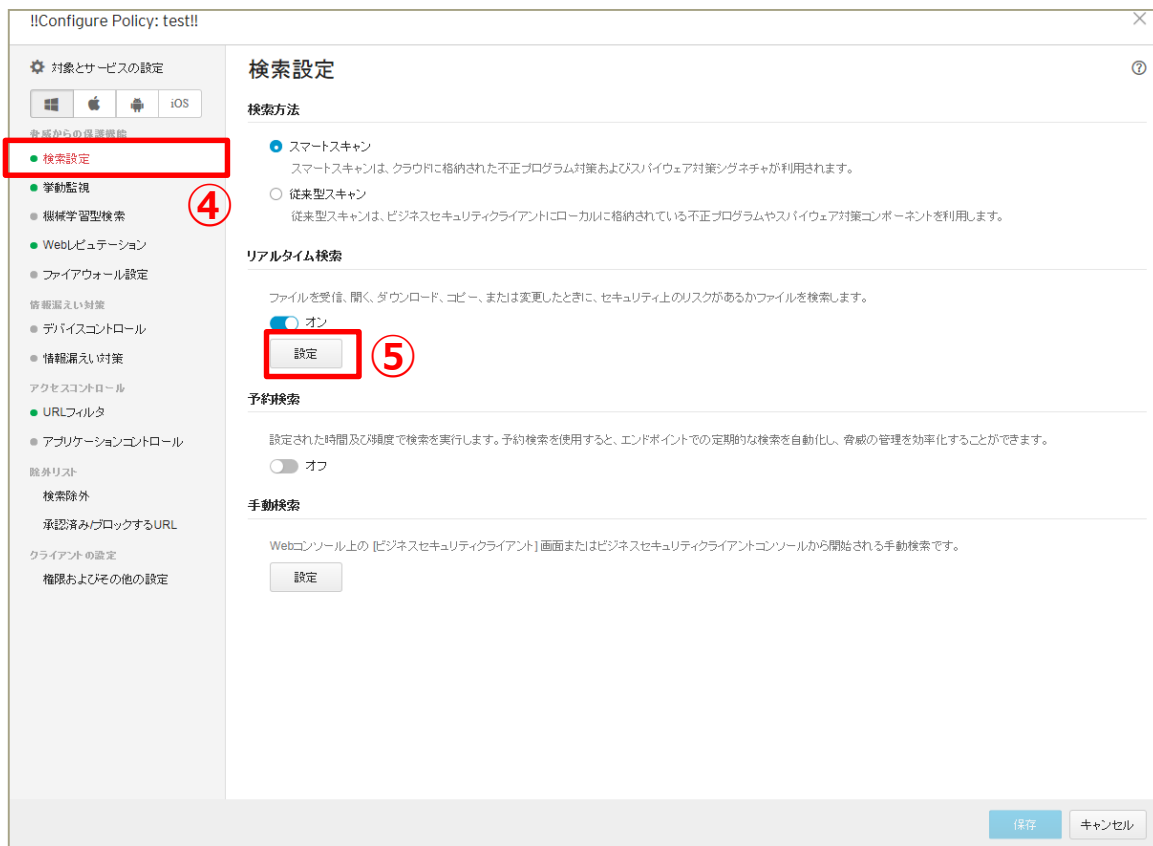 !!Configure Policy: test!!
対象とサービスの設定
iOS
脅威からの保護機能
検索設定
④
挙動監視
機械学習型検索
Webレピュテーション
ファイアウォール設定
情報漏えい対策
デバイスコントロール
情報漏えい対策
アクセスコントロール
URLフィルタ
アプリケーションコントロール
除外リスト
検索除外
承認済み/ブロックするURL
クライアントの設定
権限およびその他の設定
検索設定
検索方法
スマートスキャン
スマートスキャンは、クラウドに格納された不正プログラム対策およびスパイウェア対策シグネチャが利用されます。
従来型スキャン
従来型スキャンは、ビジネスセキュリティクライアントにローカルに格納されている不正プログラムやスパイウェア対策コンポーネントを利用します。
リアルタイム検索
ファイルを受信、開く、ダウンロード、コピー、または変更したときに、セキュリティ上のリスクがあるかファイルを検索します。
オン
設定
⑤
予約検索
設定された時間及び頻度で検索を実行します。予約検索を使用すると、エンドポイントでの定期的な検索を自動化し、脅威の管理を効率化することができます。
オフ
手動検索
Webコンソール上の [ビジネスセキュリティクライアント] 画面またはビジネスセキュリティクライアントコンソールから開始される手動検索です。
設定
保存
キャンセル